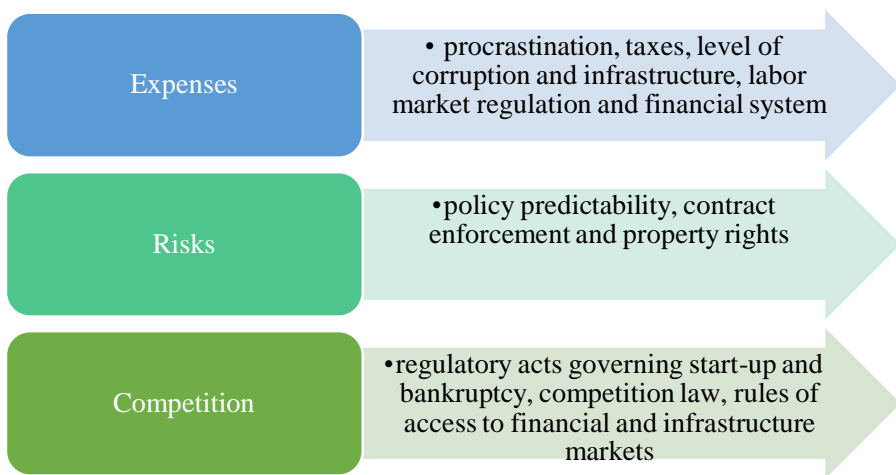 Expenses
• procrastination, taxes, level of
corruption and infrastructure, labor
market regulation and financial system
Risks
•policy predictability, contract
enforcement and property rights
Competition
•regulatory acts governing start-up and
bankruptcy, competition law, rules of
access to financial and infrastructure
markets